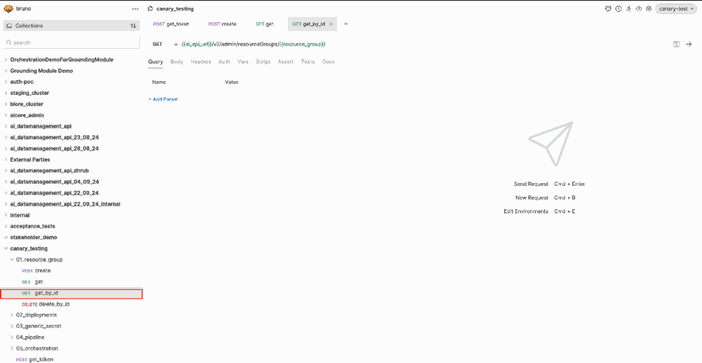 bruno
canary_testing
canary-test
Collections
POST get_token
POST create
GET get
GET get_by_id
search
GET
{{ai_api_url}}/v2/admin/resourceGroups/{{resource_group}}
OrchestrationDemoForGroundingModule
Query Body Headers Auth Vars Script Assert Tests Docs
Grounding Module Demo
auth-poc
Name Value
staging_cluster
+ Add Param
blore_cluster
aicore_admin
ai_datamanagement_api
ai_datamanagement_api_23_08_24
ai_datamanagement_api_28_08_24
External Parties
ai_datamanegement_api_dhrub
ai_datamanagement_api_04_09_24
Send Request Cmd + Enter
ai_datamanagement_api_22_09_24
New Request Cmd + B
ai_datamanagement_api_22_09_24_internal
Edit Environments Cmd + E
Internal
acceptance_tests
stakeholder_demo
canary_testing
01_resource_group
POST create
GET get
GET get_by_id
DELETE delete_by_id
02_deployments
03_generic_secret
04_pipeline
05_orchestration
POST get_token